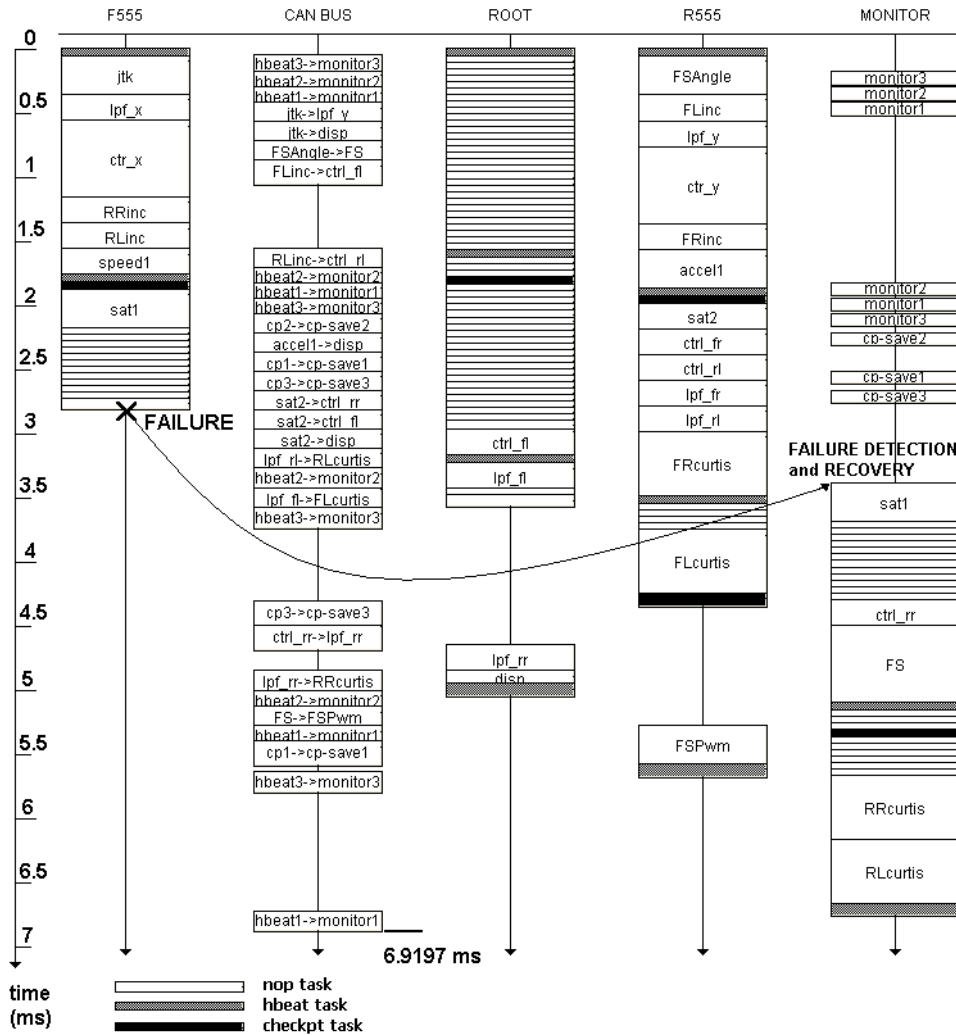 F555 CAN BUS ROOT R555 MONITOR
0
hbeat3->monitor3
jtk
FSAngle
hbeat2->monitor2
monitor3
hbeat1->monitor1
monitor2
0.5
lpf_x
jtk->lpf_y
FLinc
monitor1
jtk->disp
lpf_y
FSAngle->FS
ctr_x
FLinc->ctrl_fl
1
ctr_y
RRinc
1.5
RLinc
FRinc
speed1
RLinc->ctrl_rl
accel1
hbeat2->monitor2
monitor2
hbeat1->monitor1
monitor1
2
sat1
hbeat3->monitor3
sat2
monitor3
cp2->cp-save2
cp-save2
accel1->disp
ctrl_fr
2.5
cp1->cp-save1
ctrl_rl
cp-save1
cp3->cp-save3
cp-save3
sat2->ctrl_rr
lpf_fr
FAILURE
sat2->ctrl_fl
lpf_rl
3
sat2->disp
ctrl_fl
FAILURE DETECTION
and RECOVERY
lpf_rl->RLcurtis
FRcurtis
hbeat2->monitor2
lpf_fl
3.5
lpf_fl->FLcurtis
sat1
hbeat3->monitor3
4
FLcurtis
4.5
cp3->cp-save3
ctrl_rr
ctrl_rr->lpf_rr
lpf_rr
FS
5
lpf_rr->RRcurtis
disp
hbeat2->monitor2
FS->FSPwm
hbeat1->monitor1
5.5
cp1->cp-save1
FSPwm
hbeat3->monitor3
6
RRcurtis
6.5
RLcurtis
hbeat1->monitor1
7
6.9197 ms
time
(ms)
nop task
hbeat task
checkpt task